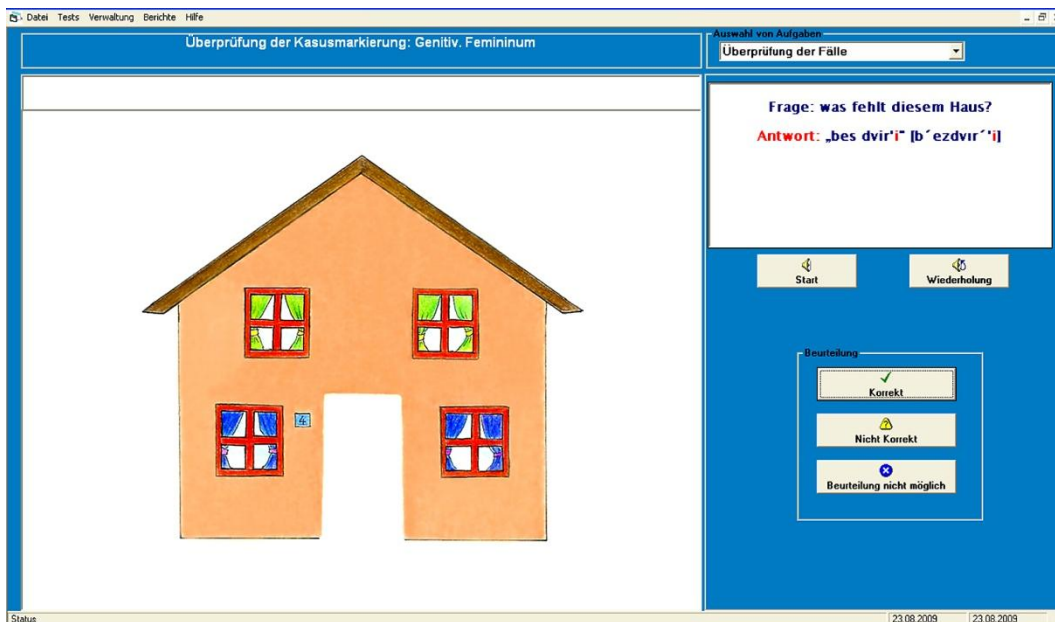 Datei Tests Verwaltung Berichte Hilfe
Überprüfung der Kasusmarkierung: Genitiv. Femininum
Auswahl von Aufgaben
Überprüfung der Fälle
Frage: was fehlt diesem Haus?
Antwort: „bes dvir'i" [b´ezdvır´'i]
Start
Wiederholung
4
Beurteilung
Korrekt
Nicht Korrekt
Beurteilung nicht möglich
Status
23.08.2009
23.08.2009